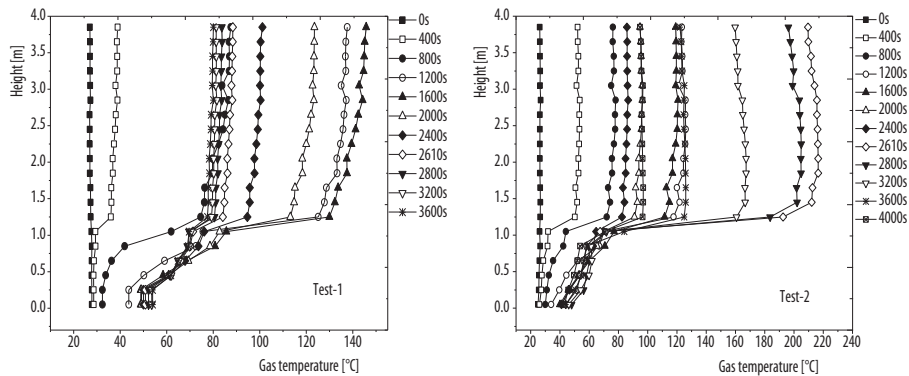 Height [m]
4.0
3.5
3.0
2.5
2.0
1.5
1.0
0.5
0.0
20 40 60 80 100 120 140
Gas temperature [°C]
Test-1
0s
400s
800s
1200s
1600s
2000s
2400s
2610s
2800s
3200s
3600s
Height [m]
4.0
3.5
3.0
2.5
2.0
1.5
1.0
0.5
0.0
20 40 60 80 100 120 140 160 180 200 220 240
Gas temperature [°C]
Test-2
0s
400s
800s
1200s
1600s
2000s
2400s
2610s
2800s
3200s
3600s
4000s